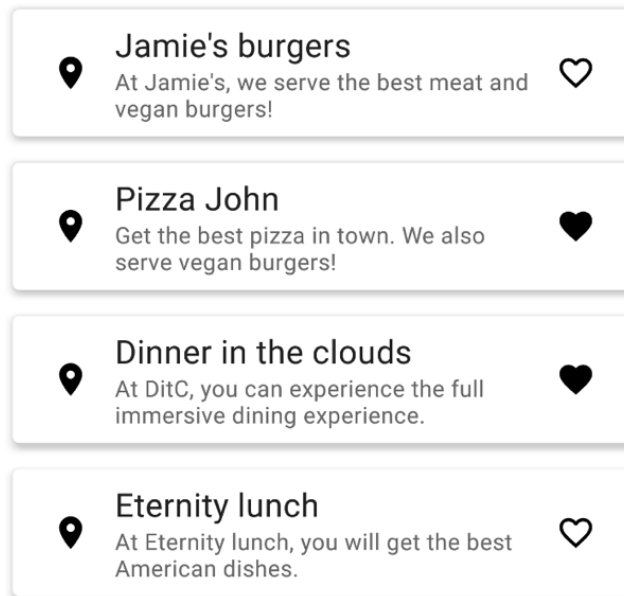 Jamie's burgers
At Jamie's, we serve the best meat and
vegan burgers!
Pizza John
Get the best pizza in town. We also
serve vegan burgers!
Dinner in the clouds
At DitC, you can experience the full
immersive dining experience.
Eternity lunch
At Eternity lunch, you will get the best
American dishes.